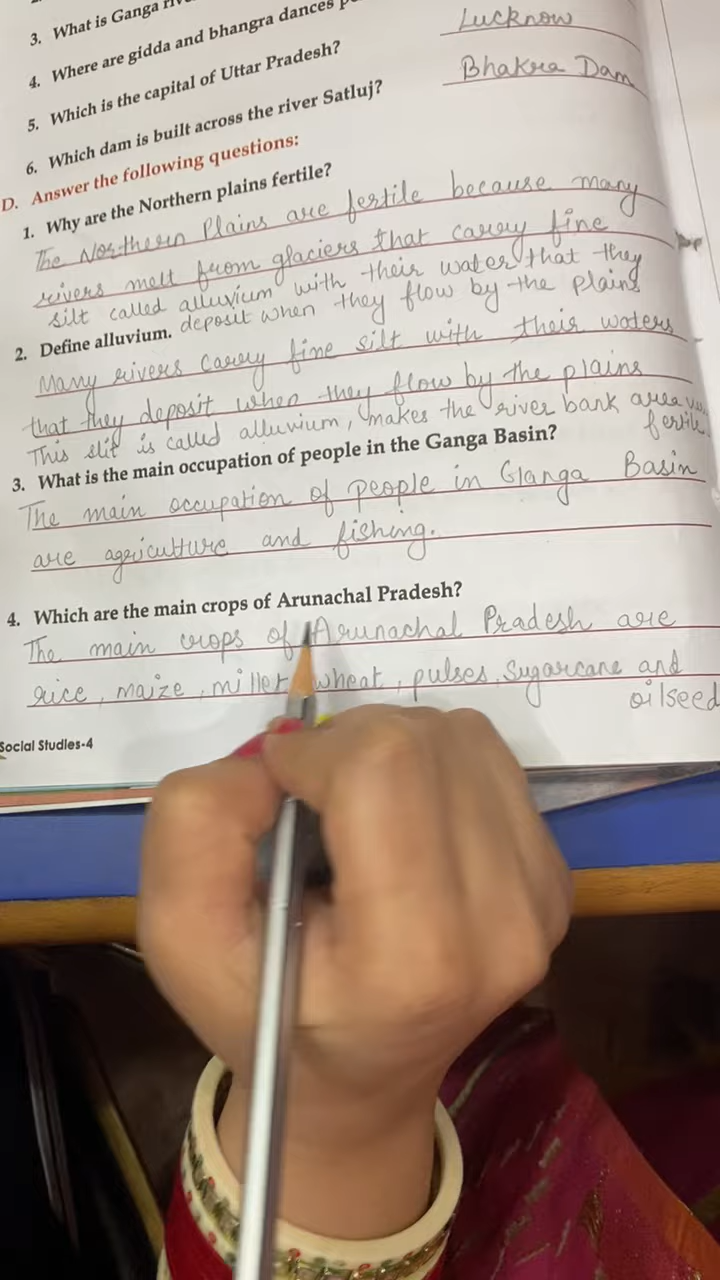 3. What is Ganga
4. Where are gidda and bhangra dances
5. Which is the capital of Uttar Pradesh?
Lucknow
6. Which dam is built across the river Satluj?
Bhakra Dam
D. Answer the following questions:
1. Why are the Northern plains fertile?
The Northern Plains are fertile because many
rivers melt from glaciers that carry fine
silt called alluvium with their water that they
deposit when they flow by the plains
2. Define alluvium.
Many rivers carry fine silt with their waters
that they deposit when they flow by the plains
This slit is called alluvium, makes the river bank area
fertile
3. What is the main occupation of people in the Ganga Basin?
The main occupation of people in Ganga Basin
are agriculture and fishing.
4. Which are the main crops of Arunachal Pradesh?
The main crops of Arunachal Pradesh are
rice, maize, millet, wheat, pulses, Sugarcane and
oilseed
Social Studies-4